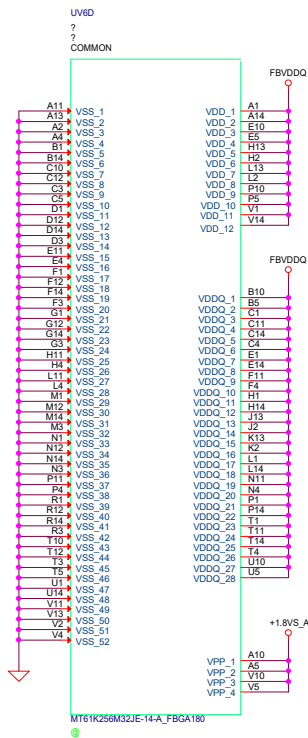 UV6D
?
?
COMMON
A11 VSS_1
A13 VSS_2
A2 VSS_3
A4 VSS_4
B1 VSS_5
B14 VSS_6
C10 VSS_7
C12 VSS_8
C3 VSS_9
C5 VSS_10
D1 VSS_11
D12 VSS_12
D14 VSS_13
D3 VSS_14
E11 VSS_15
E4 VSS_16
F1 VSS_17
F12 VSS_18
F14 VSS_19
F3 VSS_20
G1 VSS_21
G12 VSS_22
G14 VSS_23
G3 VSS_24
H11 VSS_25
H4 VSS_26
L11 VSS_27
L4 VSS_28
M1 VSS_29
M12 VSS_30
M14 VSS_31
M3 VSS_32
N1 VSS_33
N12 VSS_34
N14 VSS_35
N3 VSS_36
P11 VSS_37
P4 VSS_38
R1 VSS_39
R12 VSS_40
R14 VSS_41
R3 VSS_42
T10 VSS_43
T12 VSS_44
T3 VSS_45
T5 VSS_46
U1 VSS_47
U14 VSS_48
V11 VSS_49
V13 VSS_50
V2 VSS_51
V4 VSS_52
FBVDDQ
VDD_1 A1
VDD_2 A14
VDD_3 E10
VDD_4 E5
VDD_5 H13
VDD_6 H2
VDD_7 L13
VDD_8 L2
VDD_9 P10
VDD_10 P5
VDD_11 V1
VDD_12 V14
FBVDDQ
VDDQ_1 B10
VDDQ_2 B5
VDDQ_3 C1
VDDQ_4 C11
VDDQ_5 C14
VDDQ_6 C4
VDDQ_7 E1
VDDQ_8 E14
VDDQ_9 F11
VDDQ_10 F4
VDDQ_11 H1
VDDQ_12 H14
VDDQ_13 J13
VDDQ_14 J2
VDDQ_15 K13
VDDQ_16 K2
VDDQ_17 L1
VDDQ_18 L14
VDDQ_19 N11
VDDQ_20 N4
VDDQ_21 P1
VDDQ_22 P14
VDDQ_23 T1
VDDQ_24 T11
VDDQ_25 T14
VDDQ_26 T4
VDDQ_27 U10
VDDQ_28 U5
+1.8VS_A
VPP_1 A10
VPP_2 A5
VPP_3 V10
VPP_4 V5
MT61K256M32JE-14-A_FBGA180
@